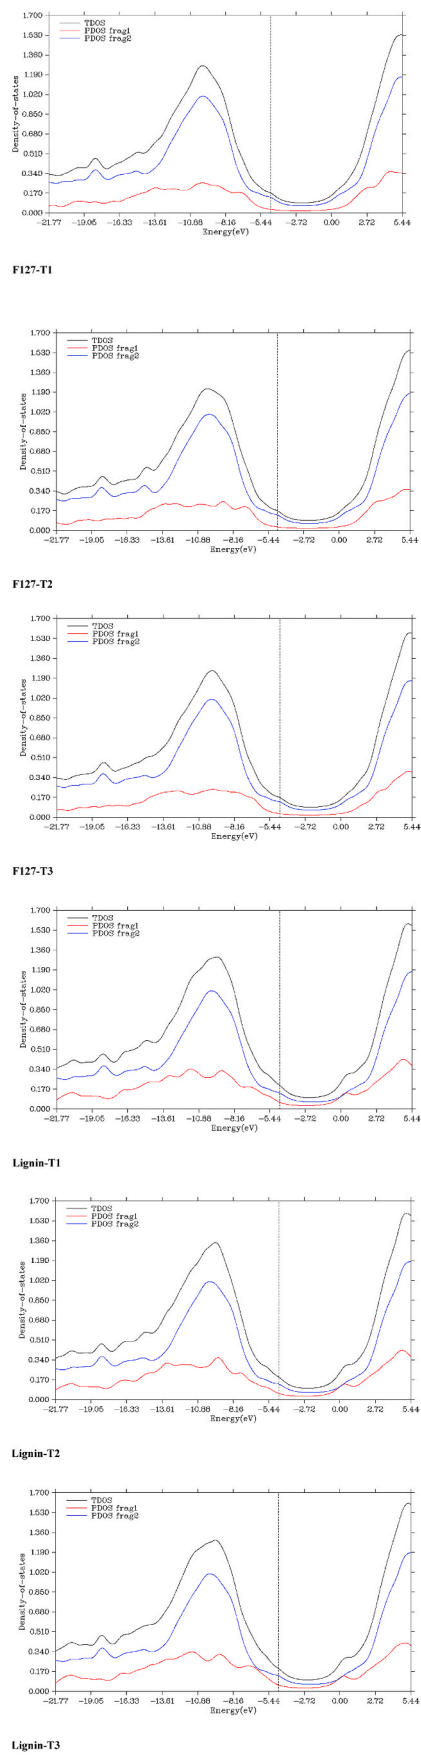 1.700
1.530
1.360
1.190
1.020
0.850
0.680
0.510
0.340
0.170
0.000
Density-of-states
TDOS
PDOS frag1
PDOS frag2
-21.77 -19.05 -16.33 -13.61 -10.88 -8.16 -5.44 -2.72 0.00 2.72 5.44
Energy(eV)
F127-T1
1.700
1.530
1.360
1.190
1.020
0.850
0.680
0.510
0.340
0.170
0.000
Density-of-states
TDOS
PDOS frag1
PDOS frag2
-21.77 -19.05 -16.33 -13.61 -10.88 -8.16 -5.44 -2.72 0.00 2.72 5.44
Energy(eV)
F127-T2
1.700
1.530
1.360
1.190
1.020
0.850
0.680
0.510
0.340
0.170
0.000
Density-of-states
TDOS
PDOS frag1
PDOS frag2
-21.77 -19.05 -16.33 -13.61 -10.88 -8.16 -5.44 -2.72 0.00 2.72 5.44
Energy(eV)
F127-T3
1.700
1.530
1.360
1.190
1.020
0.850
0.680
0.510
0.340
0.170
0.000
Density-of-states
TDOS
PDOS frag1
PDOS frag2
-21.77 -19.05 -16.33 -13.61 -10.88 -8.16 -5.44 -2.72 0.00 2.72 5.44
Energy(eV)
Lignin-T1
1.700
1.530
1.360
1.190
1.020
0.850
0.680
0.510
0.340
0.170
0.000
Density-of-states
TDOS
PDOS frag1
PDOS frag2
-21.77 -19.05 -16.33 -13.61 -10.88 -8.16 -5.44 -2.72 0.00 2.72 5.44
Energy(eV)
Lignin-T2
1.700
1.530
1.360
1.190
1.020
0.850
0.680
0.510
0.340
0.170
0.000
Density-of-states
TDOS
PDOS frag1
PDOS frag2
-21.77 -19.05 -16.33 -13.61 -10.88 -8.16 -5.44 -2.72 0.00 2.72 5.44
Energy(eV)
Lignin-T3